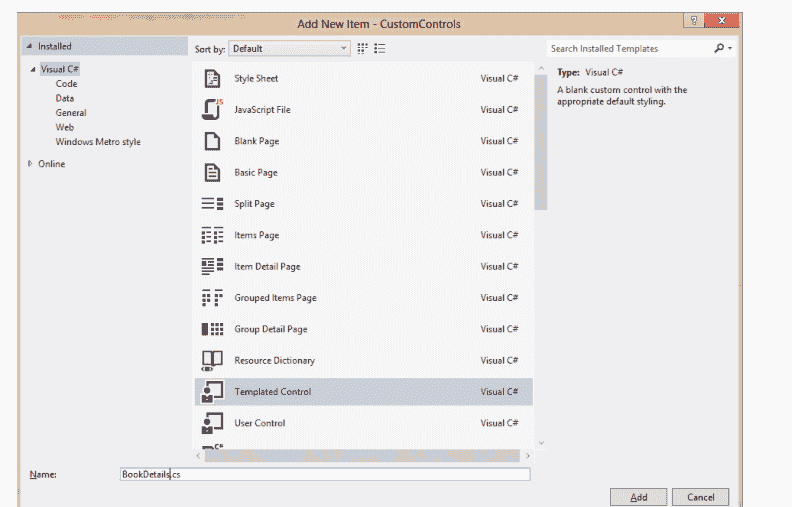 Add New Item - CustomControls
Installed
Sort by: Default
Search Installed Templates
Visual C#
Code
Data
General
Web
Windows Metro style
Online
Style Sheet Visual C#
JavaScript File Visual C#
Blank Page Visual C#
Basic Page Visual C#
Split Page Visual C#
Items Page Visual C#
Item Detail Page Visual C#
Grouped Items Page Visual C#
Group Detail Page Visual C#
Resource Dictionary Visual C#
Templated Control Visual C#
User Control Visual C#
Type: Visual C#
A blank custom control with the
appropriate default styling.
Name: BookDetails.cs
Add Cancel